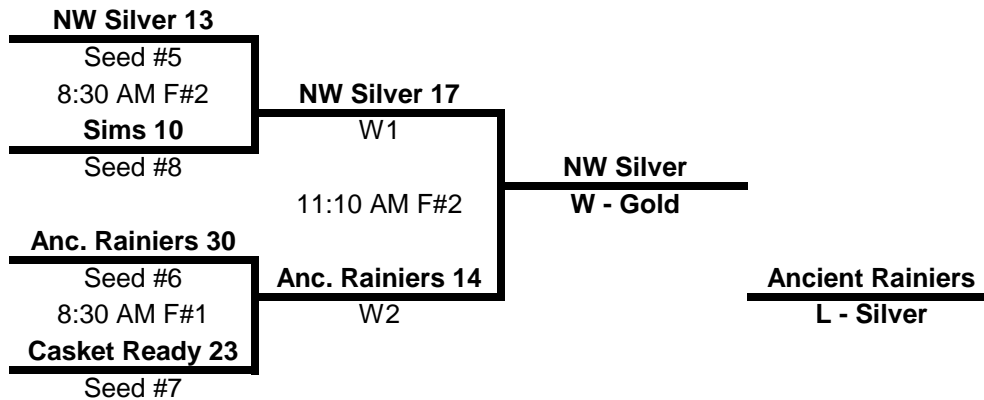 NW Silver 13
Seed #5
8:30 AM F#2
Sims 10
Seed #8
NW Silver 17
W1
11:10 AM F#2
NW Silver
W - Gold
Anc. Rainiers 30
Seed #6
8:30 AM F#1
Casket Ready 23
Seed #7
Anc. Rainiers 14
W2
Ancient Rainiers
L - Silver